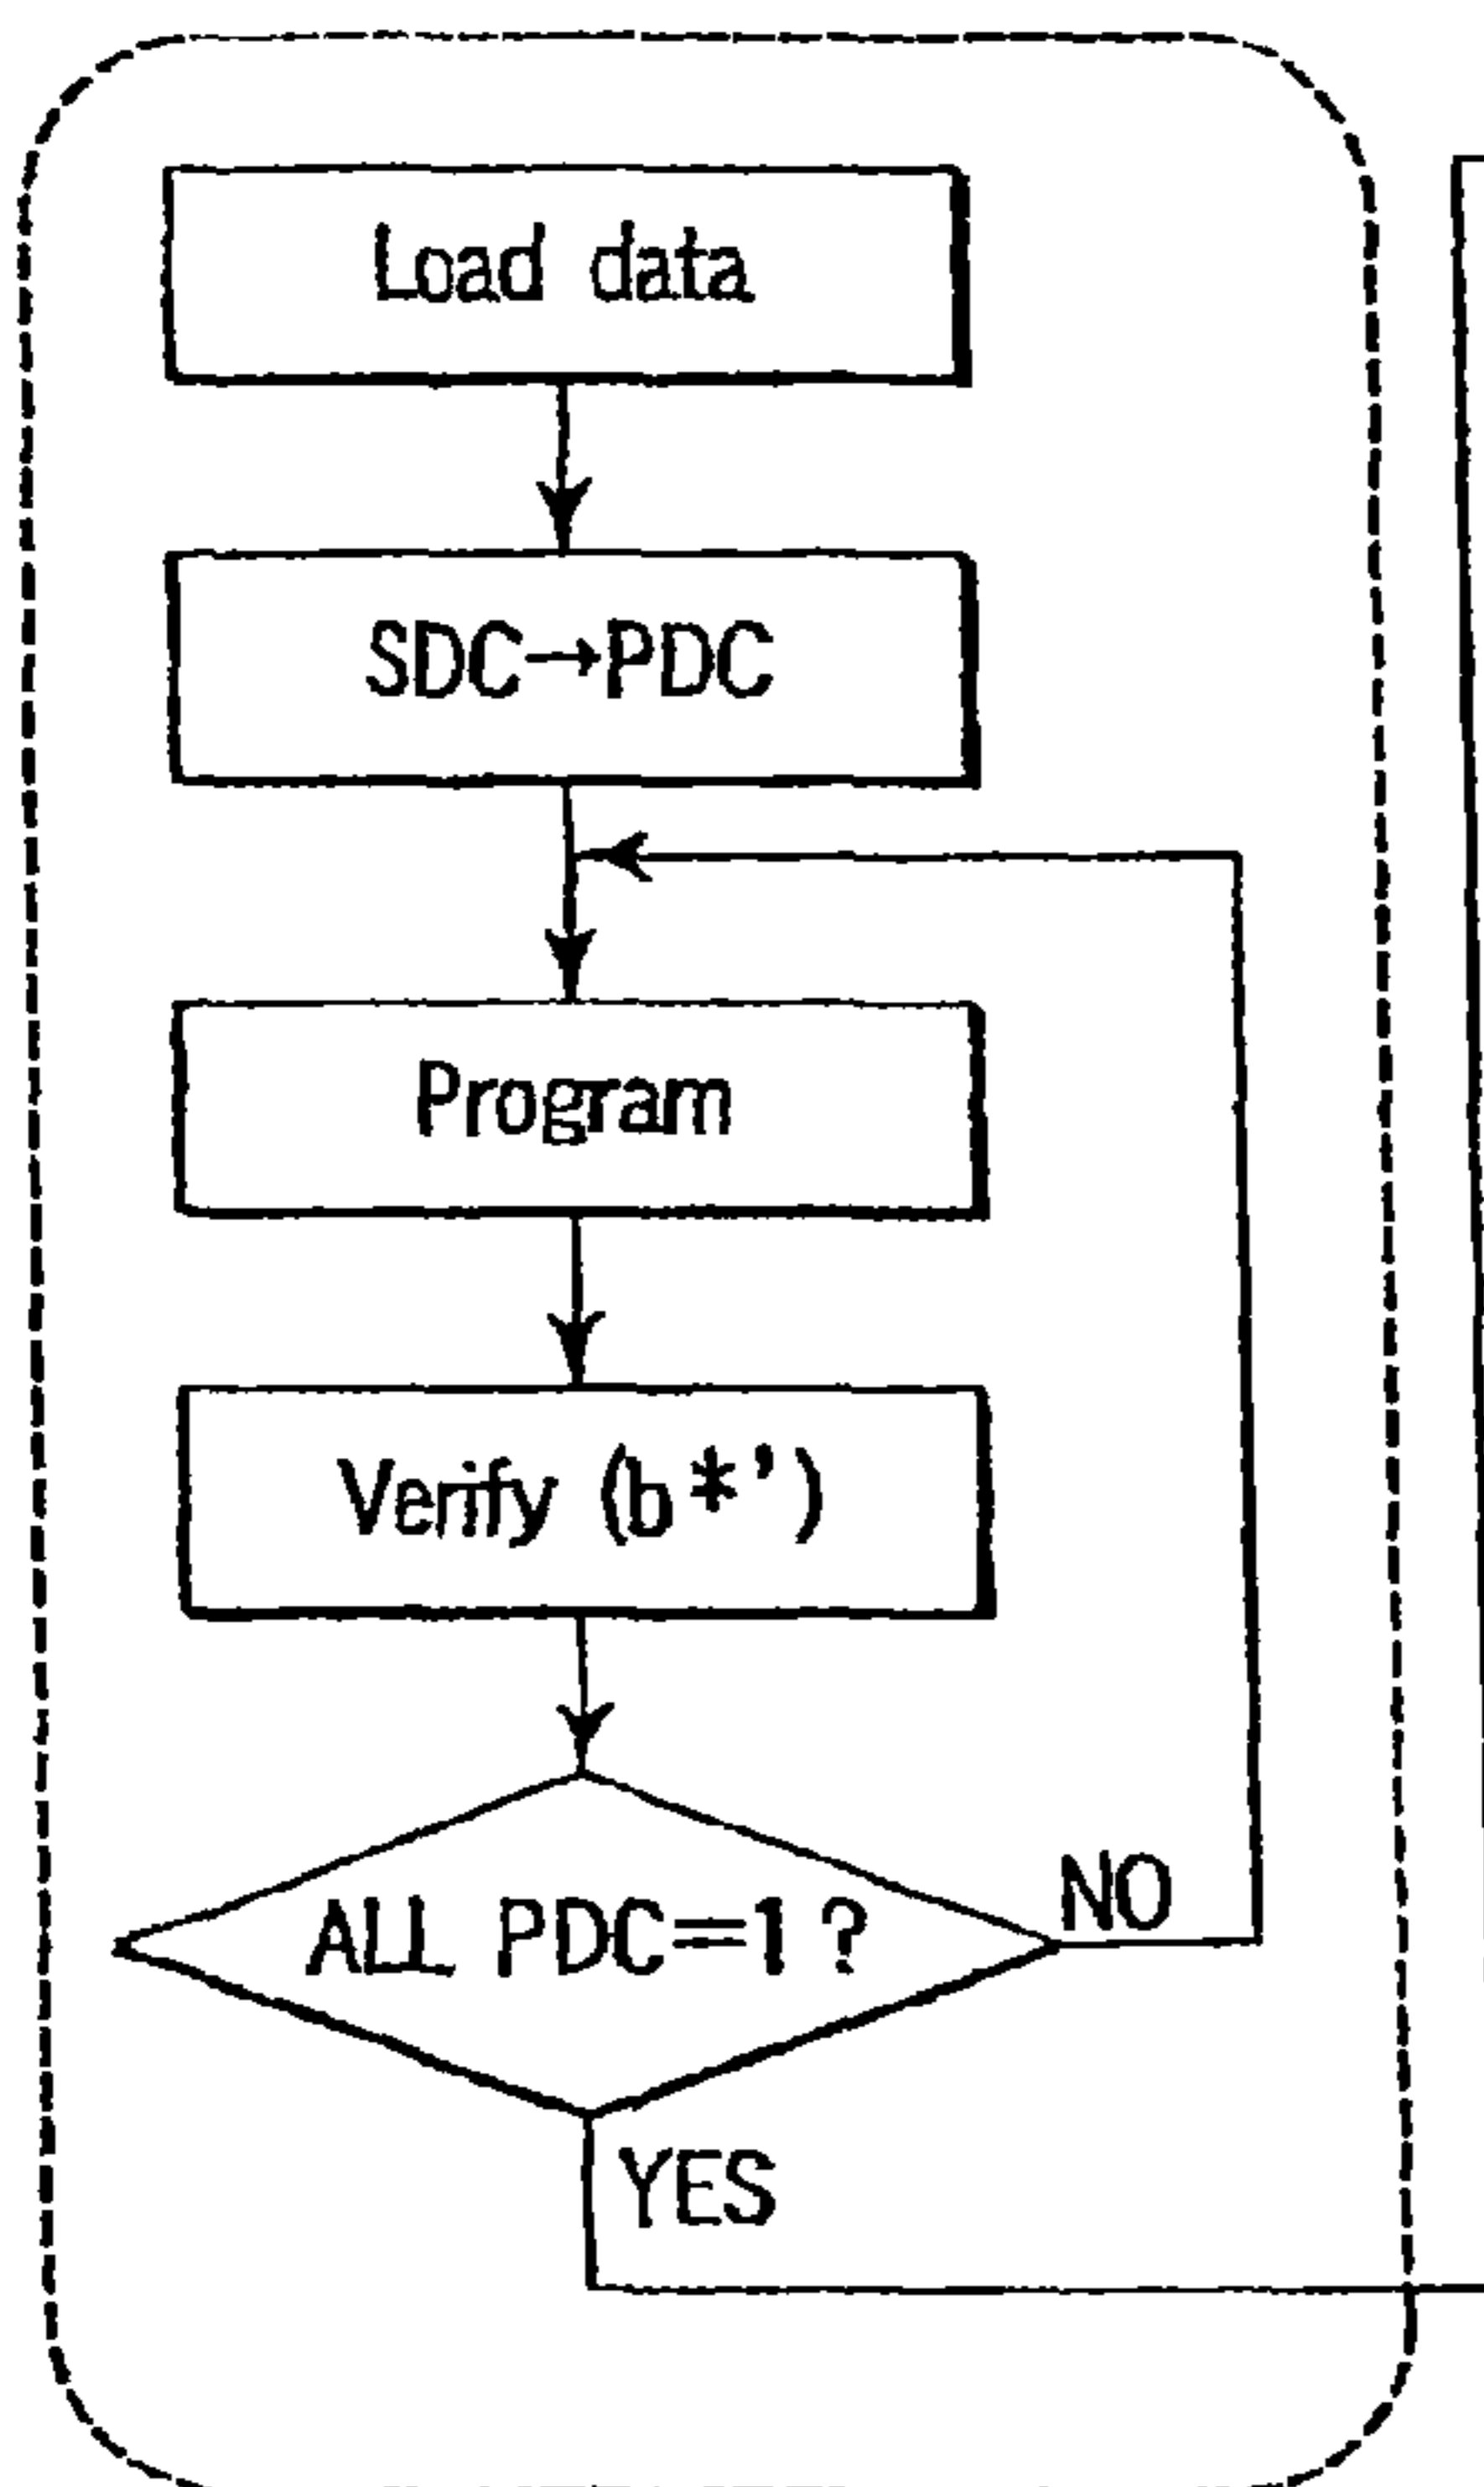 Load data
SDC→PDC
Program
Verify (b*')
ALL PDC=1?
NO
YES